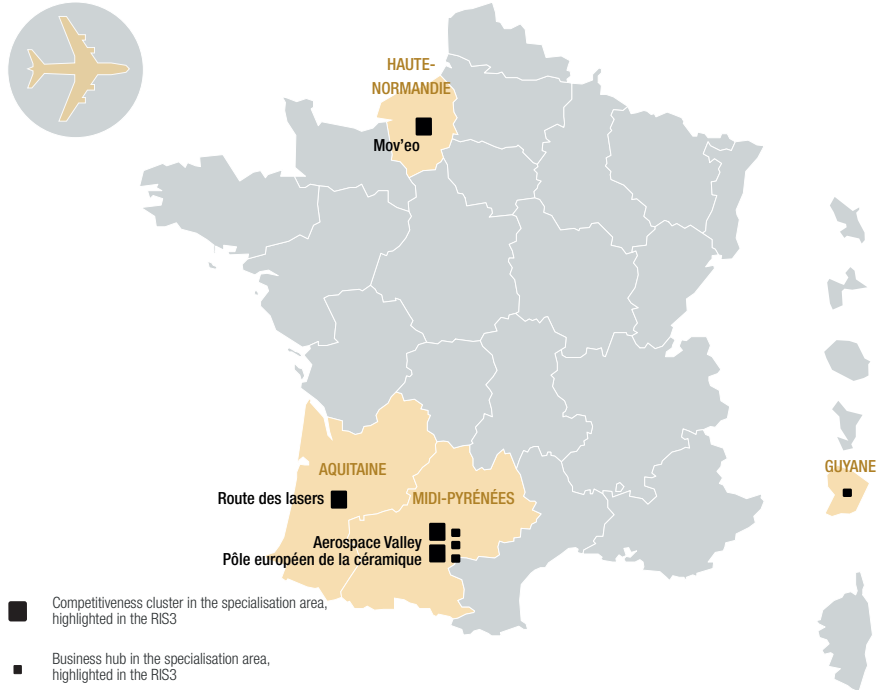 HAUTE-
NORMANDIE
Mov'eo
AQUITAINE
GUYANE
Route des lasers
MIDI-PYRÉNÉES
Aerospace Valley
Pôle européen de la céramique
Competitiveness cluster in the specialisation area,
highlighted in the RIS3
Business hub in the specialisation area,
highlighted in the RIS3